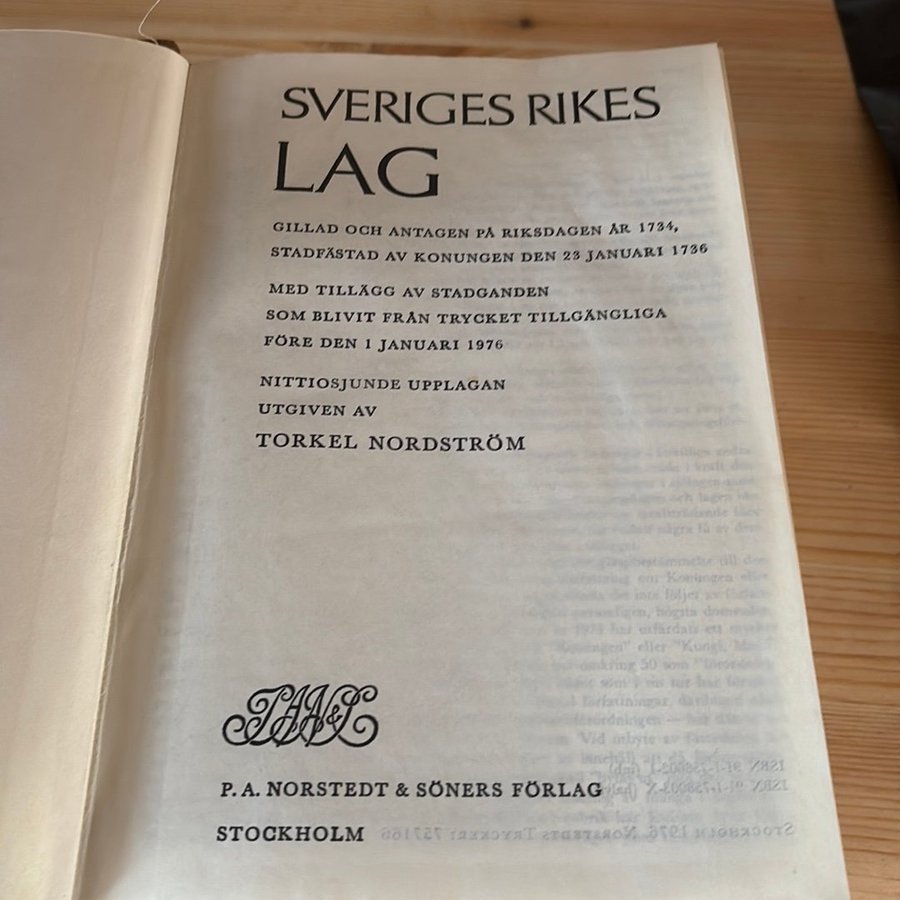 SVERIGES RIKES
LAG
GILLAD OCH ANTAGEN PÅ RIKSDAGEN ÅR 1734,
STADFÄSTAD AV KONUNGEN DEN 23 JANUARI 1736
MED TILLÄGG AV STADGANDEN
SOM BLIVIT FRÅN TRYCKET TILLGÄNGLIGA
FÖRE DEN 1 JANUARI 1976
NITTIOSJUNDE UPPLAGAN
UTGIVEN AV
TORKEL NORDSTRÖM
P. A. NORSTEDT & SÖNERS FÖRLAG
STOCKHOLM